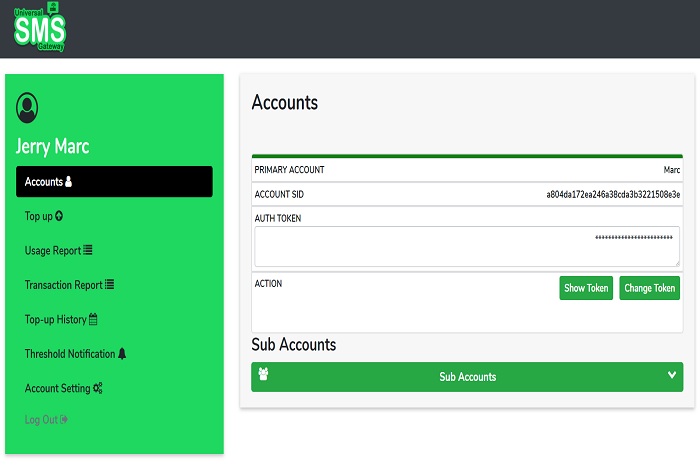 Universal
SMS
Gateway
Jerry Marc
Accounts
Top up
Usage Report
Transaction Report
Top-up History
Threshold Notification
Account Setting
Log Out
Accounts
PRIMARY ACCOUNT Marc
ACCOUNT SID a804da172ea246a38cda3b3221508e3e
AUTH TOKEN
************************
ACTION Show Token Change Token
Sub Accounts
Sub Accounts